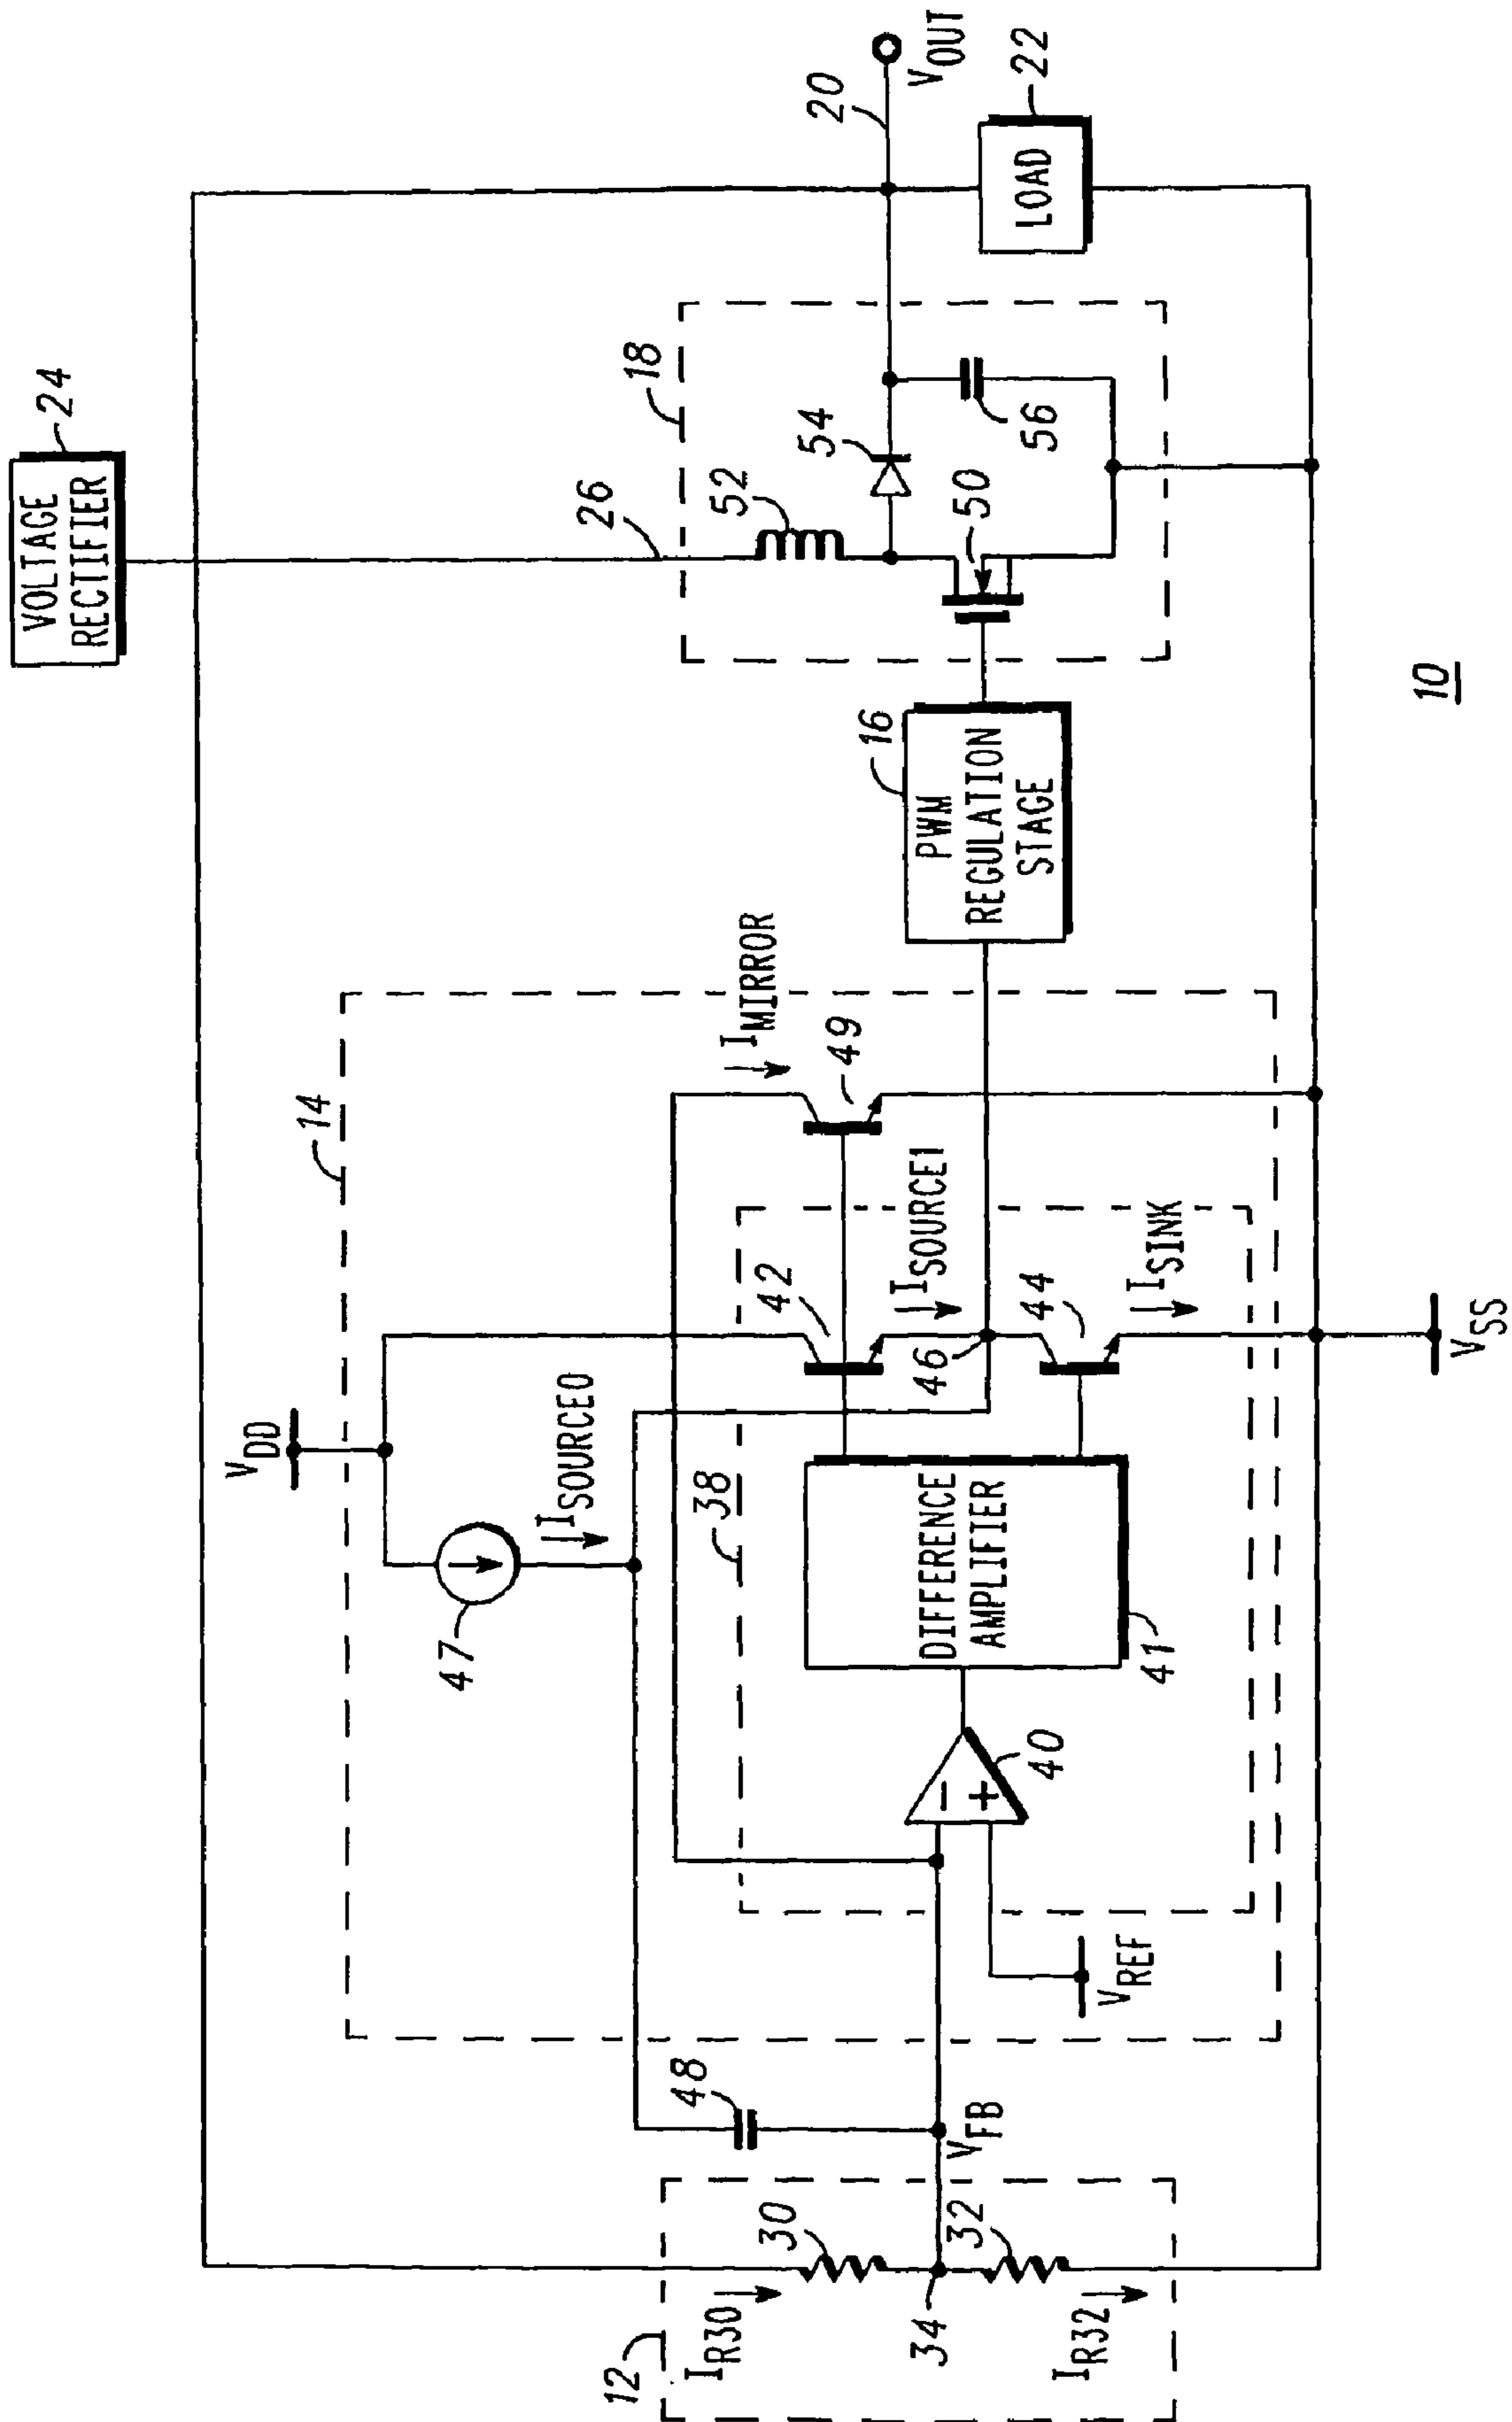 VOLTAGE
RECTIFIER
24
26
18
52
54
56
50
20
V_OUT
LOAD
22
PWM
REGULATION
STAGE
16
14
V_DD
47
I_SOURCE0
I_MIRROR
49
38
42
I_SOURCE1
46
44
I_SINK
DIFFERENCE
AMPLIFIER
41
40
−
+
V_REF
48
V_FB
12
I_R30
30
34
32
I_R32
V_SS
10